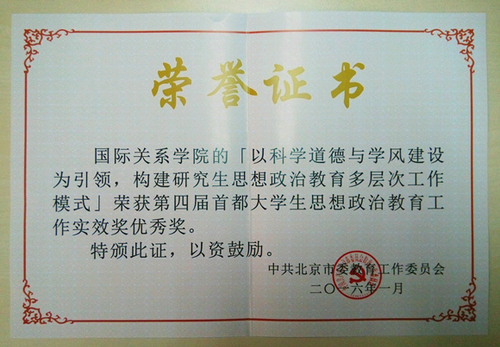 荣誉证书
国际关系学院的「以科学道德与学风建设
为引领，构建研究生思想政治教育多层次工作
模式」荣获第四届首都大学生思想政治教育工
作实效奖优秀奖。
特颁此证，以资鼓励。
中共北京市委教育工作委员会
二〇一六年一月